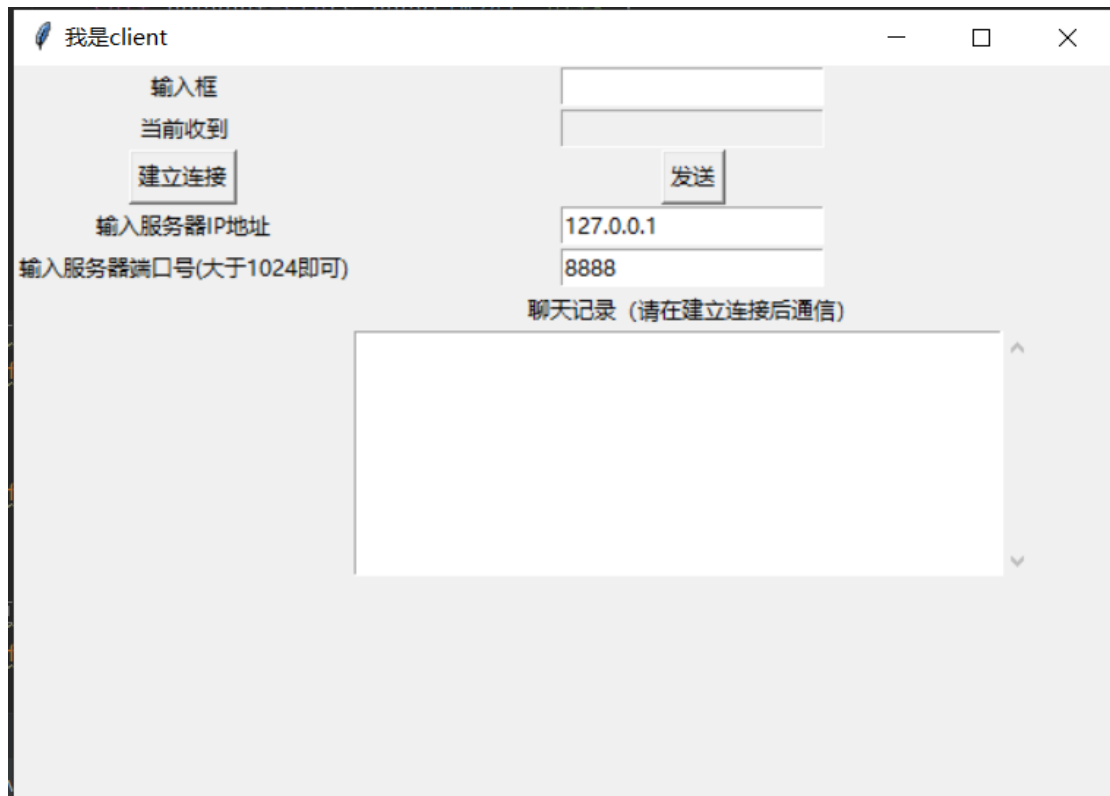 我是client
输入框
当前收到
建立连接 发送
输入服务器IP地址 127.0.0.1
输入服务器端口号(大于1024即可) 8888
聊天记录（请在建立连接后通信）